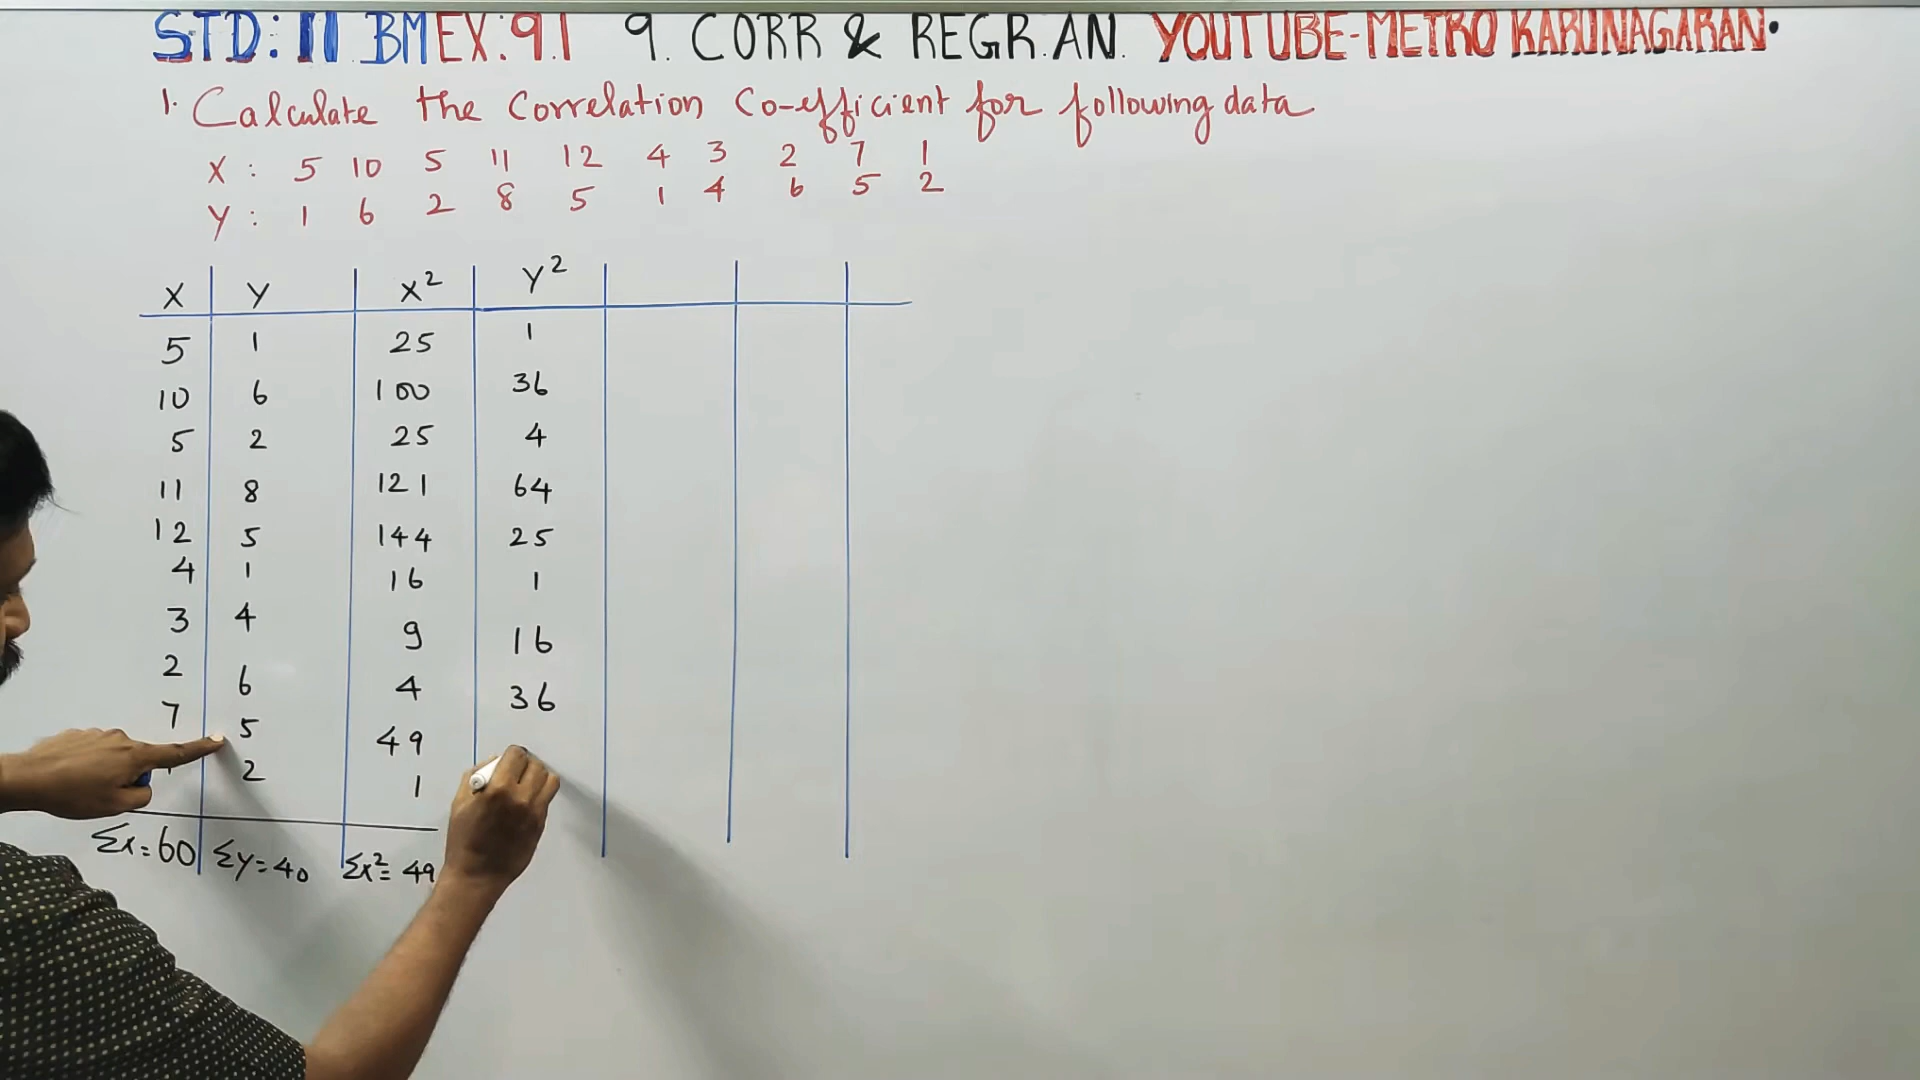 STD: 11 BM EX: 9.1 9. CORR & REGR.AN. YOUTUBE-METRO KARUNAGARAN.
1. Calculate the Correlation Co-efficient for following data
X : 5 10 5 11 12 4 3 2 7 1
Y : 1 6 2 8 5 1 4 6 5 2
X Y X² Y²
5 1 25 1
10 6 100 36
5 2 25 4
11 8 121 64
12 5 144 25
4 1 16 1
3 4 9 16
2 6 4 36
7 5 49
2 1
Σx=60 Σy=40 Σx²=49